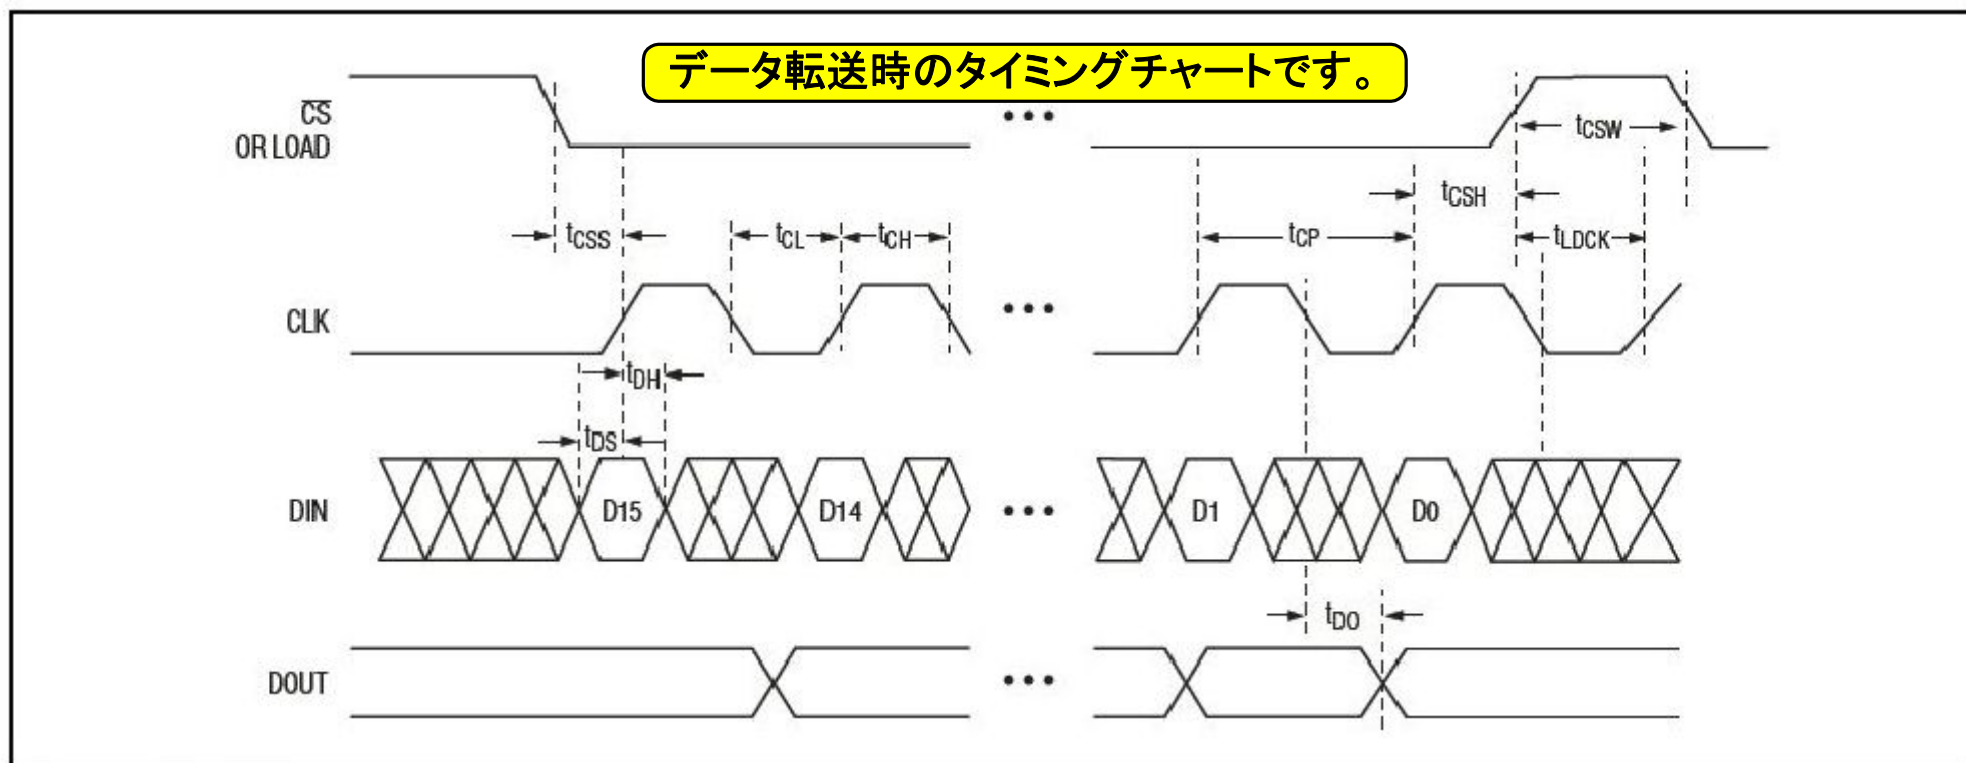 データ転送時のタイミングチャートです。
CS
OR LOAD
tCSW
tCSH
tCSS
tCL
tCH
tCP
tLDCK
CLK
tDH
tDS
DIN
D15
D14
D1
D0
tDO
DOUT